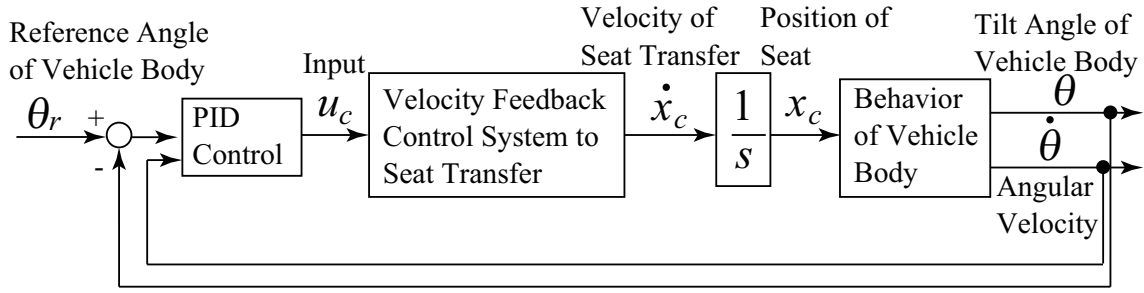 Reference Angle
of Vehicle Body
θr
+
-
PID
Control
Input
uc
Velocity Feedback
Control System to
Seat Transfer
Velocity of
Seat Transfer
ẋc
1
s
Position of
Seat
xc
Behavior
of Vehicle
Body
Tilt Angle of
Vehicle Body
θ
θ̇
Angular
Velocity